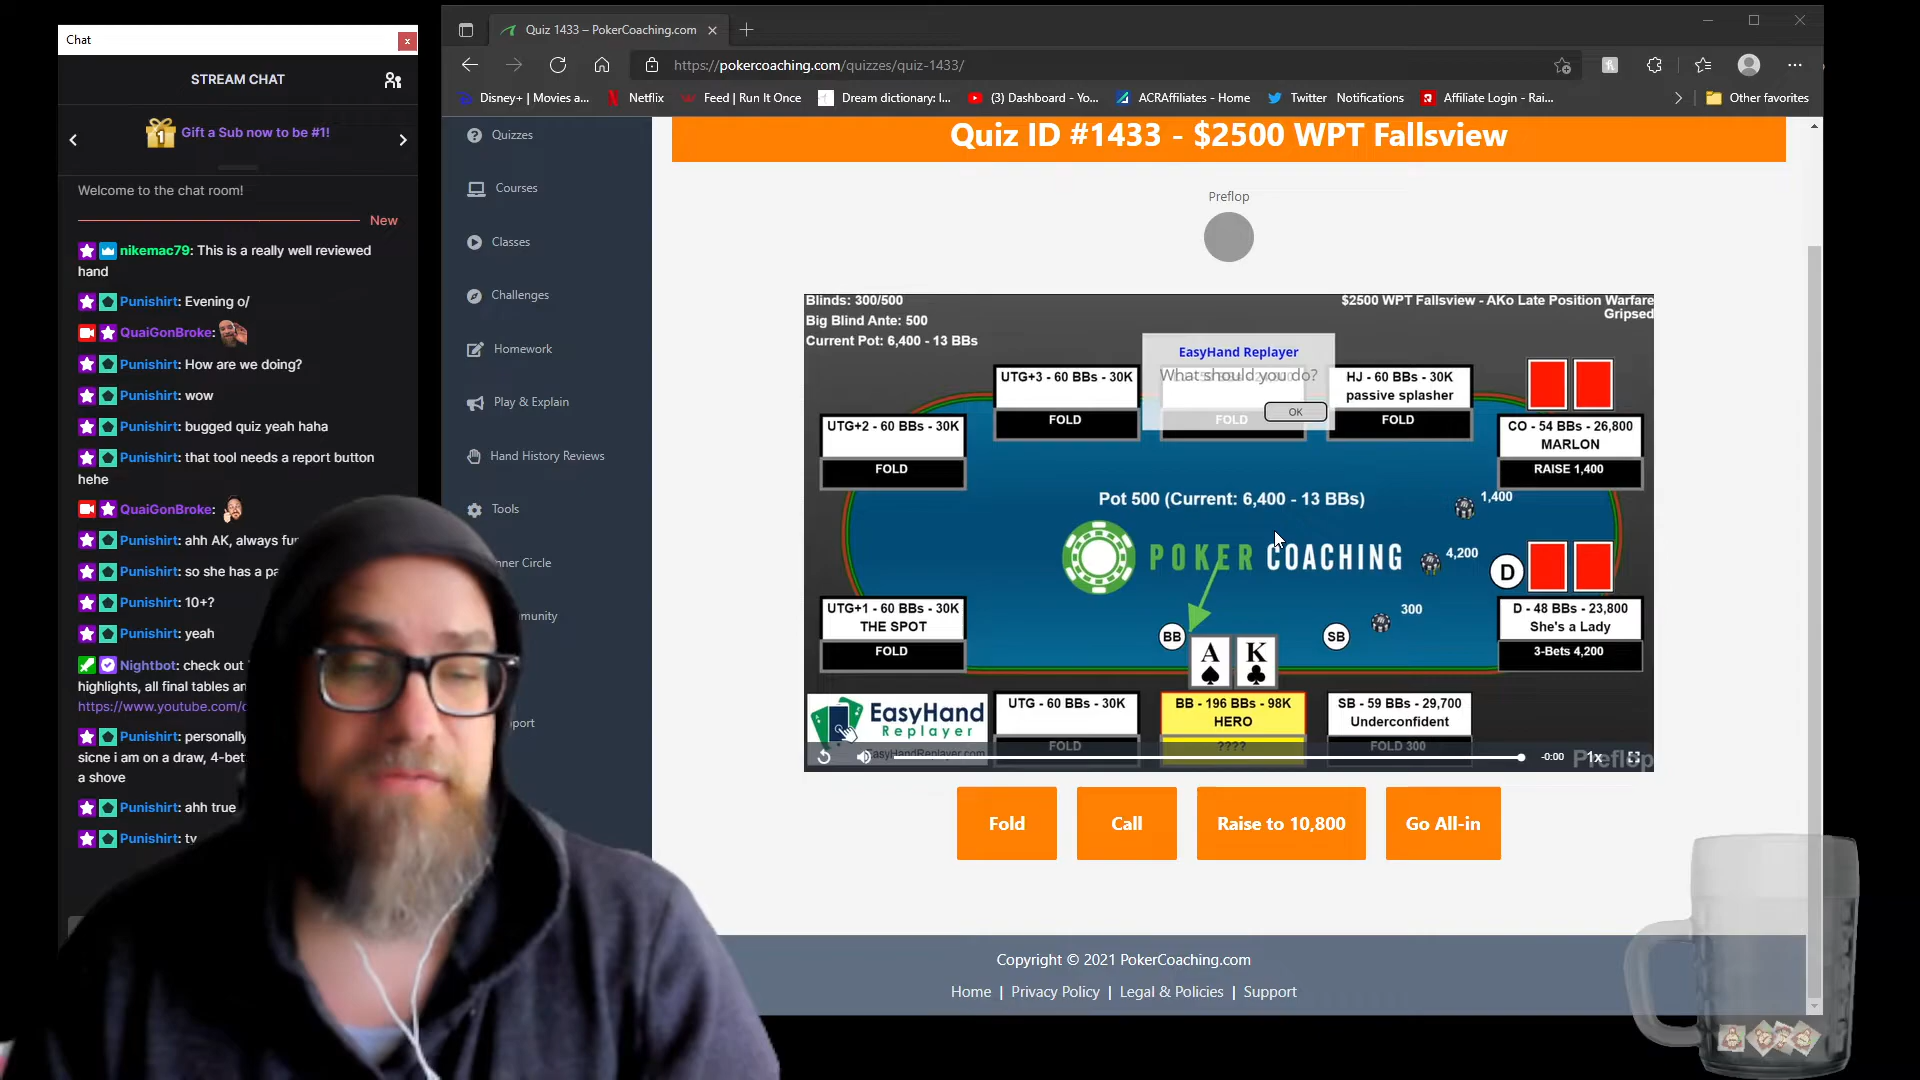 Chat
STREAM CHAT
1
Gift a Sub now to be #1!
Welcome to the chat room!
New
nikemac79: This is a really well reviewed
hand
Punishirt: Evening o/
QuaiGonBroke:
Punishirt: How are we doing?
Punishirt: wow
Punishirt: bugged quiz yeah haha
Punishirt: that tool needs a report button
hehe
QuaiGonBroke:
Punishirt: ahh AK, always fu
Punishirt: so she has a pa
Punishirt: 10+?
Punishirt: yeah
Nightbot: check out
highlights, all final tables an
https://www.youtube.com/c
Punishirt: personally
sicne i am on a draw, 4-bet
a shove
Punishirt: ahh true
Punishirt: ty
Quiz 1433 – PokerCoaching.com
https://pokercoaching.com/quizzes/quiz-1433/
Disney+ | Movies a...
Netflix
Feed | Run It Once
Dream dictionary: I...
(3) Dashboard - Yo...
ACRAffiliates - Home
Twitter
Notifications
Affiliate Login - Rai...
Other favorites
Quizzes
Courses
Classes
Challenges
Homework
Play & Explain
Hand History Reviews
Tools
nner Circle
mmunity
pport
Quiz ID #1433 - $2500 WPT Fallsview
Preflop
Blinds: 300/500
Big Blind Ante: 500
Current Pot: 6,400 - 13 BBs
$2500 WPT Fallsview - AKo Late Position Warfare
Gripsed
EasyHand Replayer
What should you do?
OK
UTG+3 - 60 BBs - 30K
FOLD
FOLD
HJ - 60 BBs - 30K
passive splasher
FOLD
UTG+2 - 60 BBs - 30K
FOLD
CO - 54 BBs - 26,800
MARLON
RAISE 1,400
Pot 500 (Current: 6,400 - 13 BBs)
1,400
POKER COACHING
4,200
D
300
UTG+1 - 60 BBs - 30K
THE SPOT
FOLD
BB
A
K
SB
D - 48 BBs - 23,800
She's a Lady
3-Bets 4,200
EasyHand
Replayer
EasyHandReplayer.com
UTG - 60 BBs - 30K
FOLD
BB - 196 BBs - 98K
HERO
????
SB - 59 BBs - 29,700
Underconfident
FOLD 300
-0:00
1x
Preflop
Fold
Call
Raise to 10,800
Go All-in
Copyright © 2021 PokerCoaching.com
Home | Privacy Policy | Legal & Policies | Support